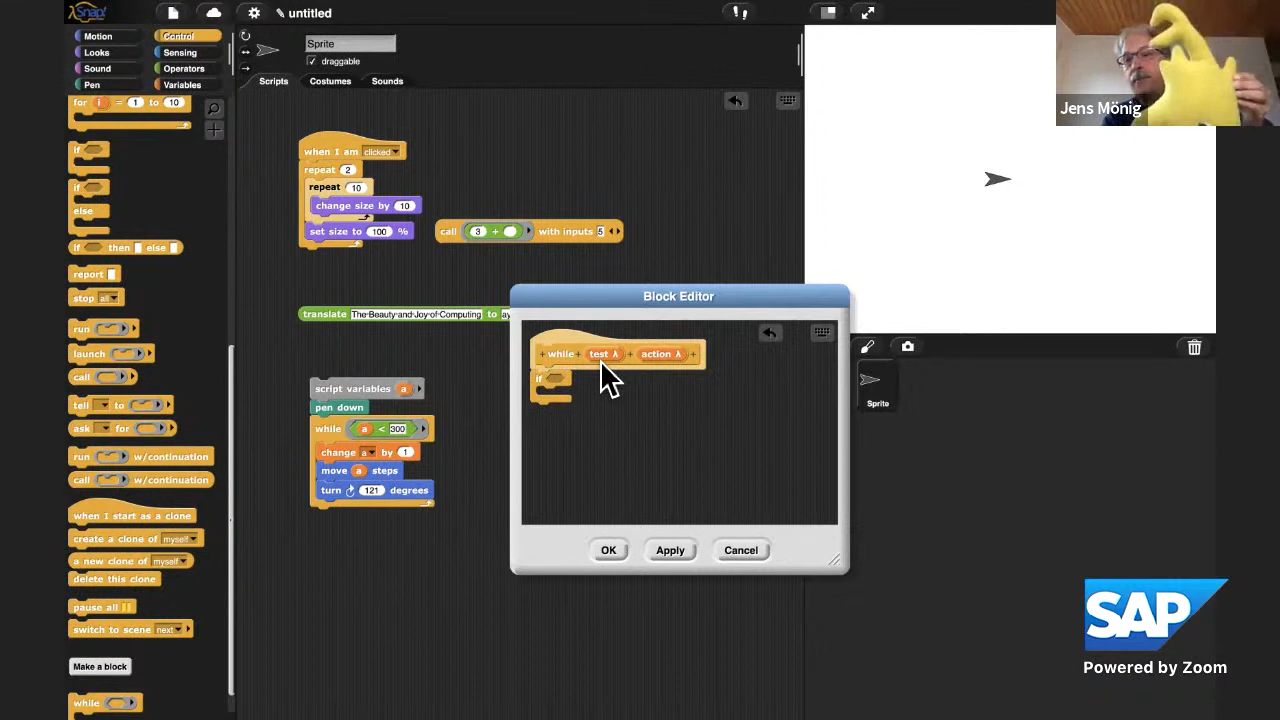 Snap!
untitled
Motion
Control
Looks
Sensing
Sound
Operators
Pen
Variables
for i = 1 to 10
if
if
else
if then else
report
stop all
run
launch
call
tell to
ask for
run w/continuation
call w/continuation
when I start as a clone
create a clone of myself
a new clone of myself
delete this clone
pause all
switch to scene next
Make a block
while
Sprite
draggable
Scripts
Costumes
Sounds
when I am clicked
repeat 2
repeat 10
change size by 10
set size to 100 %
call 3 + with inputs 5
translate The-Beauty-and-Joy-of-Computing to ay
script variables a
pen down
while a < 300
change a by 1
move a steps
turn 121 degrees
Block Editor
+ while + test λ + action λ +
if
OK
Apply
Cancel
Sprite
Jens Mönig
SAP
Powered by Zoom